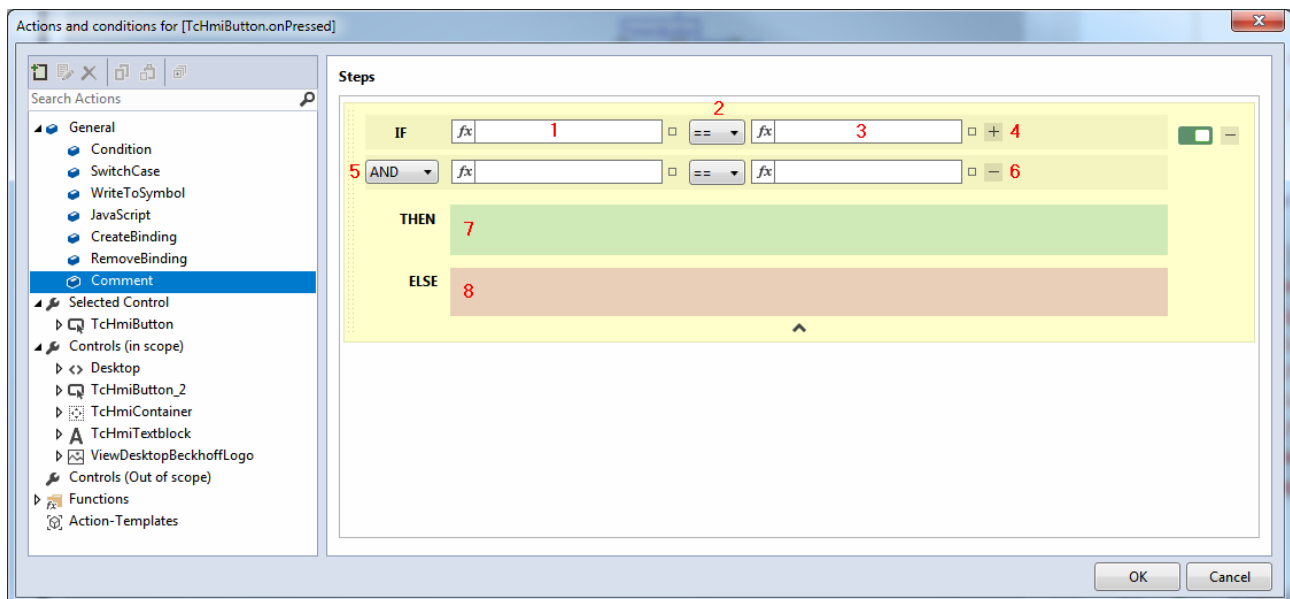 Actions and conditions for [TcHmiButton.onPressed]
x
Search Actions
General
Condition
SwitchCase
WriteToSymbol
JavaScript
CreateBinding
RemoveBinding
Comment
Selected Control
TcHmiButton
Controls (in scope)
<> Desktop
TcHmiButton_2
TcHmiContainer
A TcHmiTextblock
ViewDesktopBeckhoffLogo
Controls (Out of scope)
fx Functions
Action-Templates
Steps
2
IF fx 1 == fx 3 + 4 −
5 AND fx == fx − 6
THEN 7
ELSE 8
OK Cancel